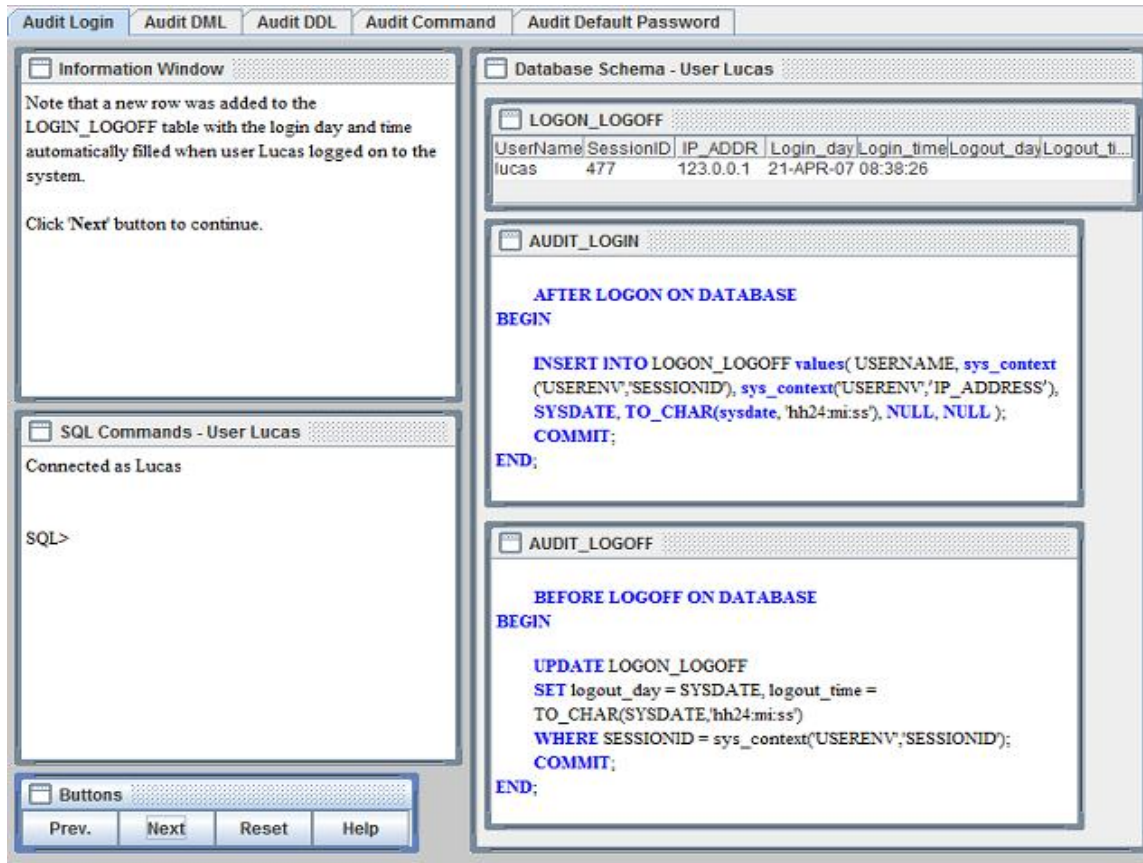 Audit Login Audit DML Audit DDL Audit Command Audit Default Password
Information Window
Note that a new row was added to the
LOGIN_LOGOFF table with the login day and time
automatically filled when user Lucas logged on to the
system.
Click 'Next' button to continue.
SQL Commands - User Lucas
Connected as Lucas
SQL>
Buttons
Prev. Next Reset Help
Database Schema - User Lucas
LOGON_LOGOFF
UserName SessionID IP_ADDR Login_day Login_time Logout_day Logout_ti...
lucas 477 123.0.0.1 21-APR-07 08:38:26
AUDIT_LOGIN
AFTER LOGON ON DATABASE
BEGIN
INSERT INTO LOGON_LOGOFF values( USERNAME, sys_context
('USERENV','SESSIONID'), sys_context('USERENV','IP_ADDRESS'),
SYSDATE, TO_CHAR(sysdate, 'hh24:mi:ss'), NULL, NULL );
COMMIT;
END;
AUDIT_LOGOFF
BEFORE LOGOFF ON DATABASE
BEGIN
UPDATE LOGON_LOGOFF
SET logout_day = SYSDATE, logout_time =
TO_CHAR(SYSDATE,'hh24:mi:ss')
WHERE SESSIONID = sys_context('USERENV','SESSIONID');
COMMIT;
END;